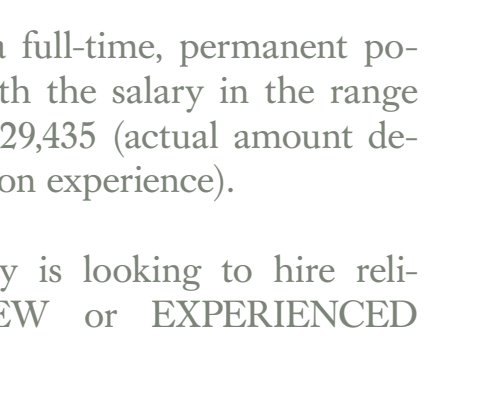 a full-time, permanent po-
th the salary in the range
29,435 (actual amount de-
on experience).
y is looking to hire reli-
EW or EXPERIENCED